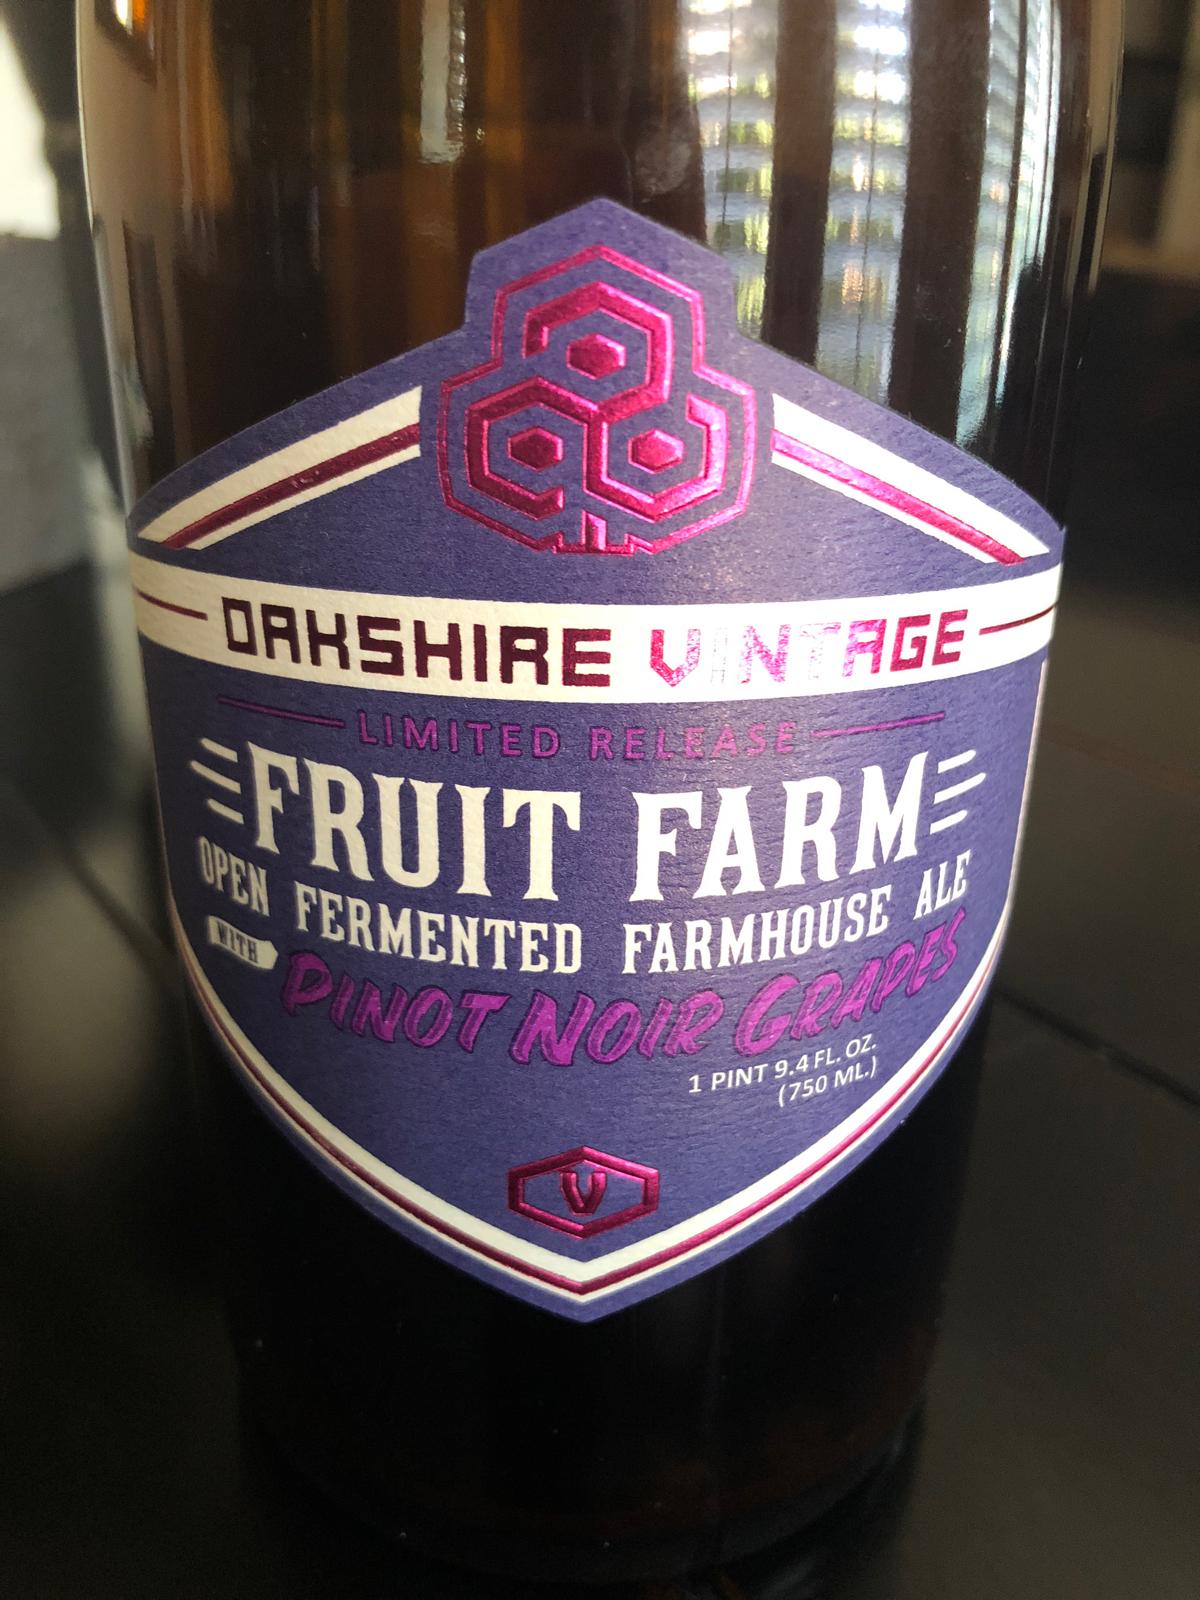 OAKSHIRE VINTAGE
LIMITED RELEASE
FRUIT FARM
OPEN FERMENTED FARMHOUSE ALE
WITH PINOT NOIR GRAPES
1 PINT 9.4 FL. OZ.
(750 ML.)
V